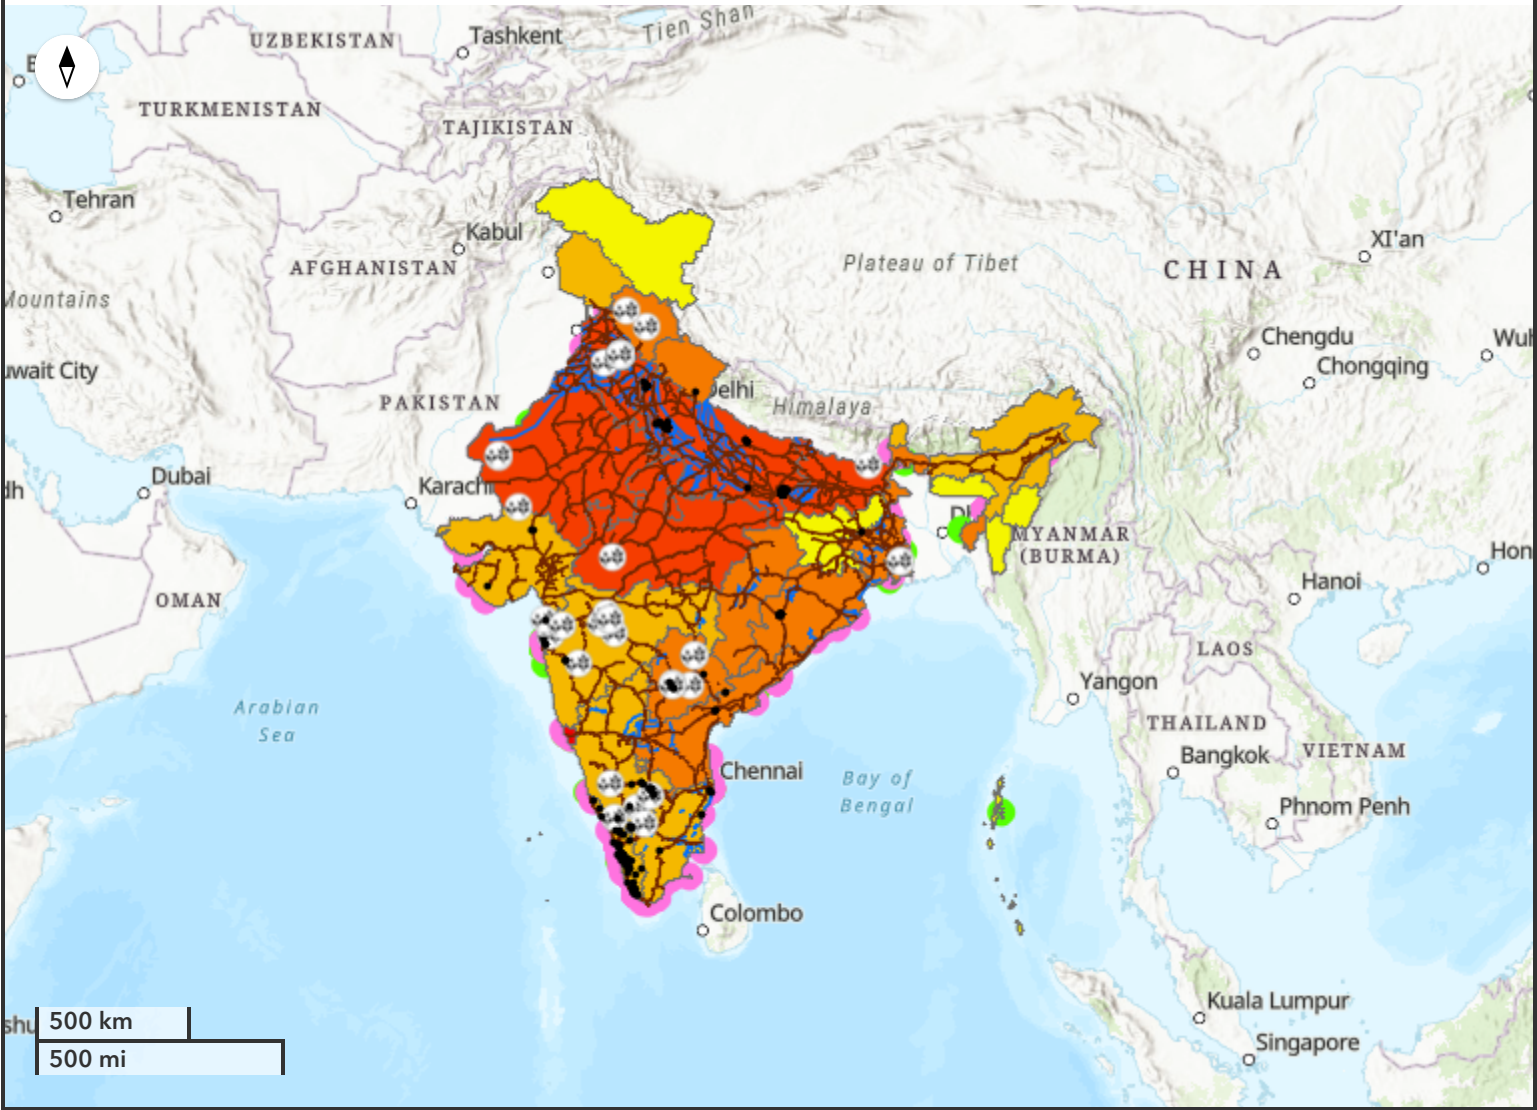 UZBEKISTAN
Tashkent
Tien Shan
TURKMENISTAN
TAJIKISTAN
Tehran
Kabul
XI'an
AFGHANISTAN
Plateau of Tibet
CHINA
Mountains
Chengdu
Chongqing
uwait City
PAKISTAN
Delhi
Himalaya
Dubai
Karachi
MYANMAR
(BURMA)
Hanoi
OMAN
LAOS
Yangon
Arabian
Sea
THAILAND
VIETNAM
Bangkok
Chennai
Bay of
Bengal
Phnom Penh
Colombo
Kuala Lumpur
Singapore
500 km
500 mi